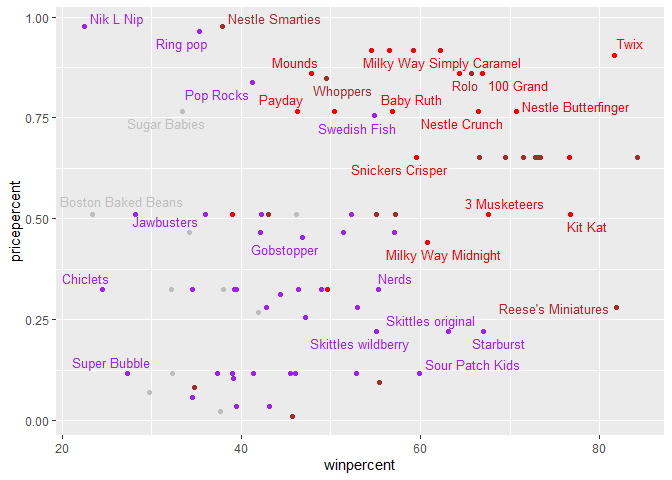 1.00
Nik L Nip
Nestle Smarties
Ring pop
Twix
Mounds
Milky Way Simply Caramel
Whoppers
Rolo
100 Grand
Pop Rocks
Payday
Baby Ruth
Nestle Butterfinger
0.75
Sugar Babies
Swedish Fish
Nestle Crunch
Snickers Crisper
Boston Baked Beans
3 Musketeers
0.50
Jawbusters
Kit Kat
Gobstopper
Milky Way Midnight
Chiclets
Nerds
Reese's Miniatures
0.25
Skittles original
Skittles wildberry
Starburst
Super Bubble
Sour Patch Kids
0.00
20
40
60
80
winpercent
pricepercent